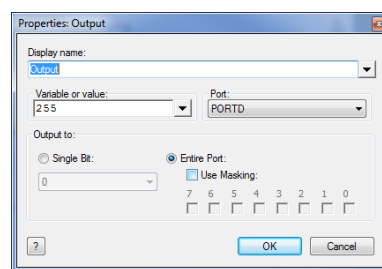 Properties: Output
Display name:
Output
Variable or value:
Port:
255
PORTD
Output to:
Single Bit:
Entire Port:
0
Use Masking:
7 6 5 4 3 2 1 0
?
OK
Cancel